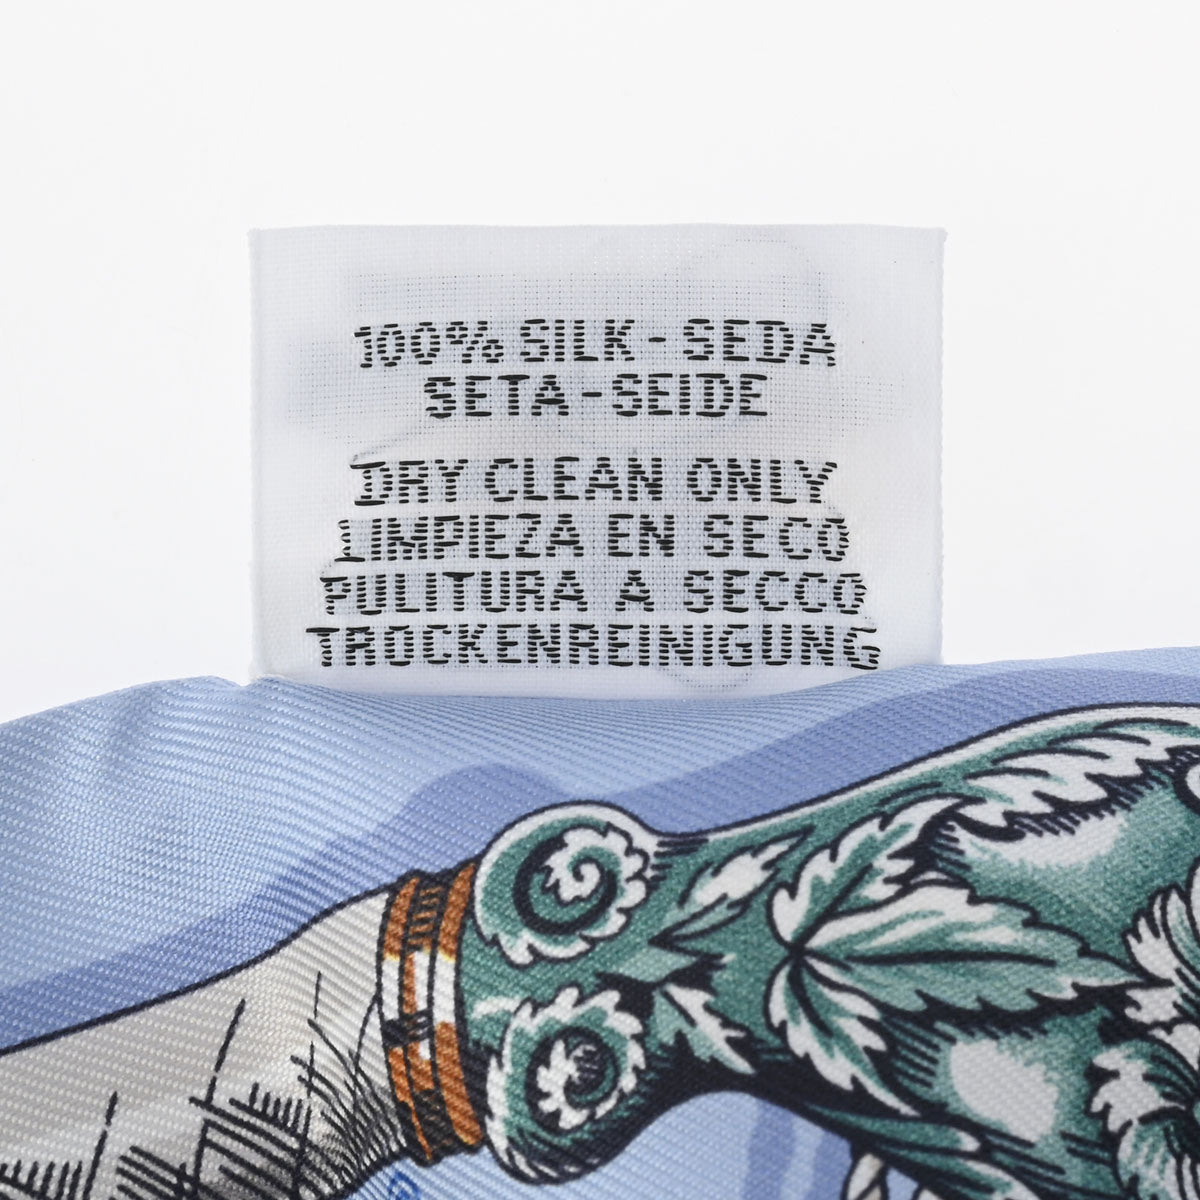 100% SILK - SEDA
SETA - SEIDE
DRY CLEAN ONLY
LIMPIEZA EN SECO
PULITURA A SECCO
TROCKENREINIGUNG